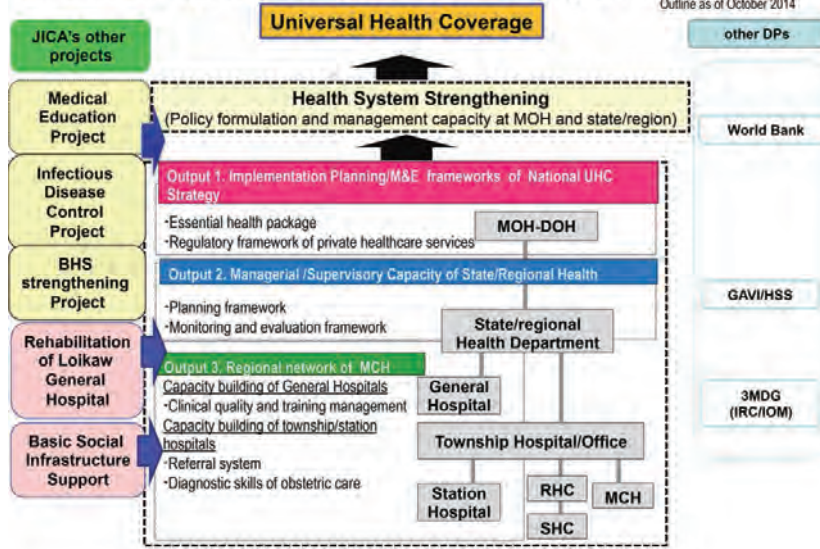 Outline as of October 2014
Universal Health Coverage
JICA's other
projects
other DPs
Medical
Education
Project
Infectious
Disease
Control
Project
BHS
strengthening
Project
Rehabilitation
of Loikaw
General
Hospital
Basic Social
Infrastructure
Support
Health System Strengthening
(Policy formulation and management capacity at MOH and state/region)
Output 1. Implementation Planning/M&E frameworks of National UHC
Strategy
・Essential health package
・Regulatory framework of private healthcare services
MOH-DOH
Output 2. Managerial /Supervisory Capacity of State/Regional Health
・Planning framework
・Monitoring and evaluation framework
State/regional
Health Department
Output 3. Regional network of MCH
Capacity building of General Hospitals
・Clinical quality and training management
Capacity building of township/station
hospitals
・Referral system
・Diagnostic skills of obstetric care
General
Hospital
Township Hospital/Office
Station
Hospital
RHC
SHC
MCH
World Bank
GAVI/HSS
3MDG
(IRC/IOM)